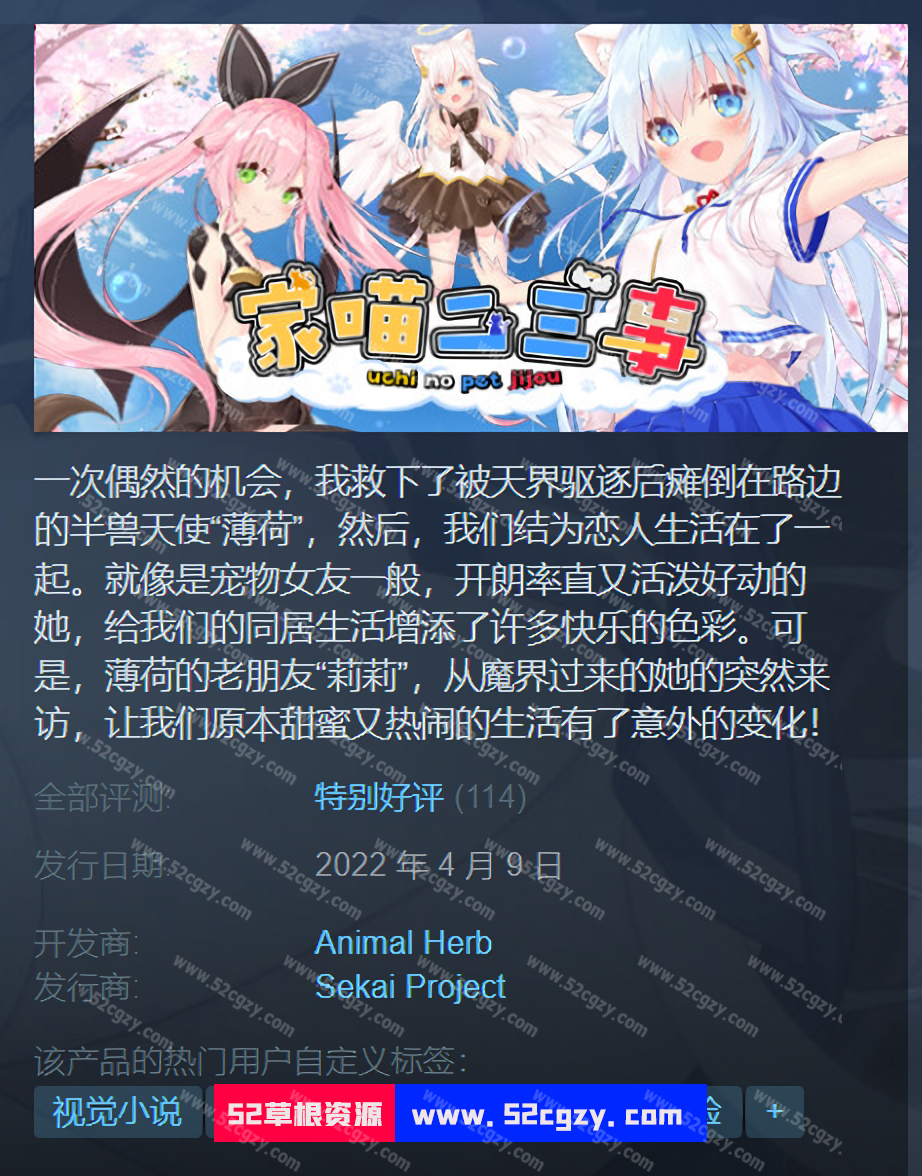 家喵二三事
uchi no pet jijou
一次偶然的机会，我救下了被天界驱逐后瘫倒在路边
的半兽天使“薄荷”，然后，我们结为恋人生活在了一
起。就像是宠物女友一般，开朗率直又活泼好动的
她，给我们的同居生活增添了许多快乐的色彩。可
是，薄荷的老朋友“莉莉”，从魔界过来的她的突然来
访，让我们原本甜蜜又热闹的生活有了意外的变化！
全部评测: 特别好评 (114)
发行日期: 2022 年 4 月 9 日
开发商: Animal Herb
发行商: Sekai Project
该产品的热门用户自定义标签：
视觉小说 52草根资源 www.52cgzy.com +
www.52cgzy.com